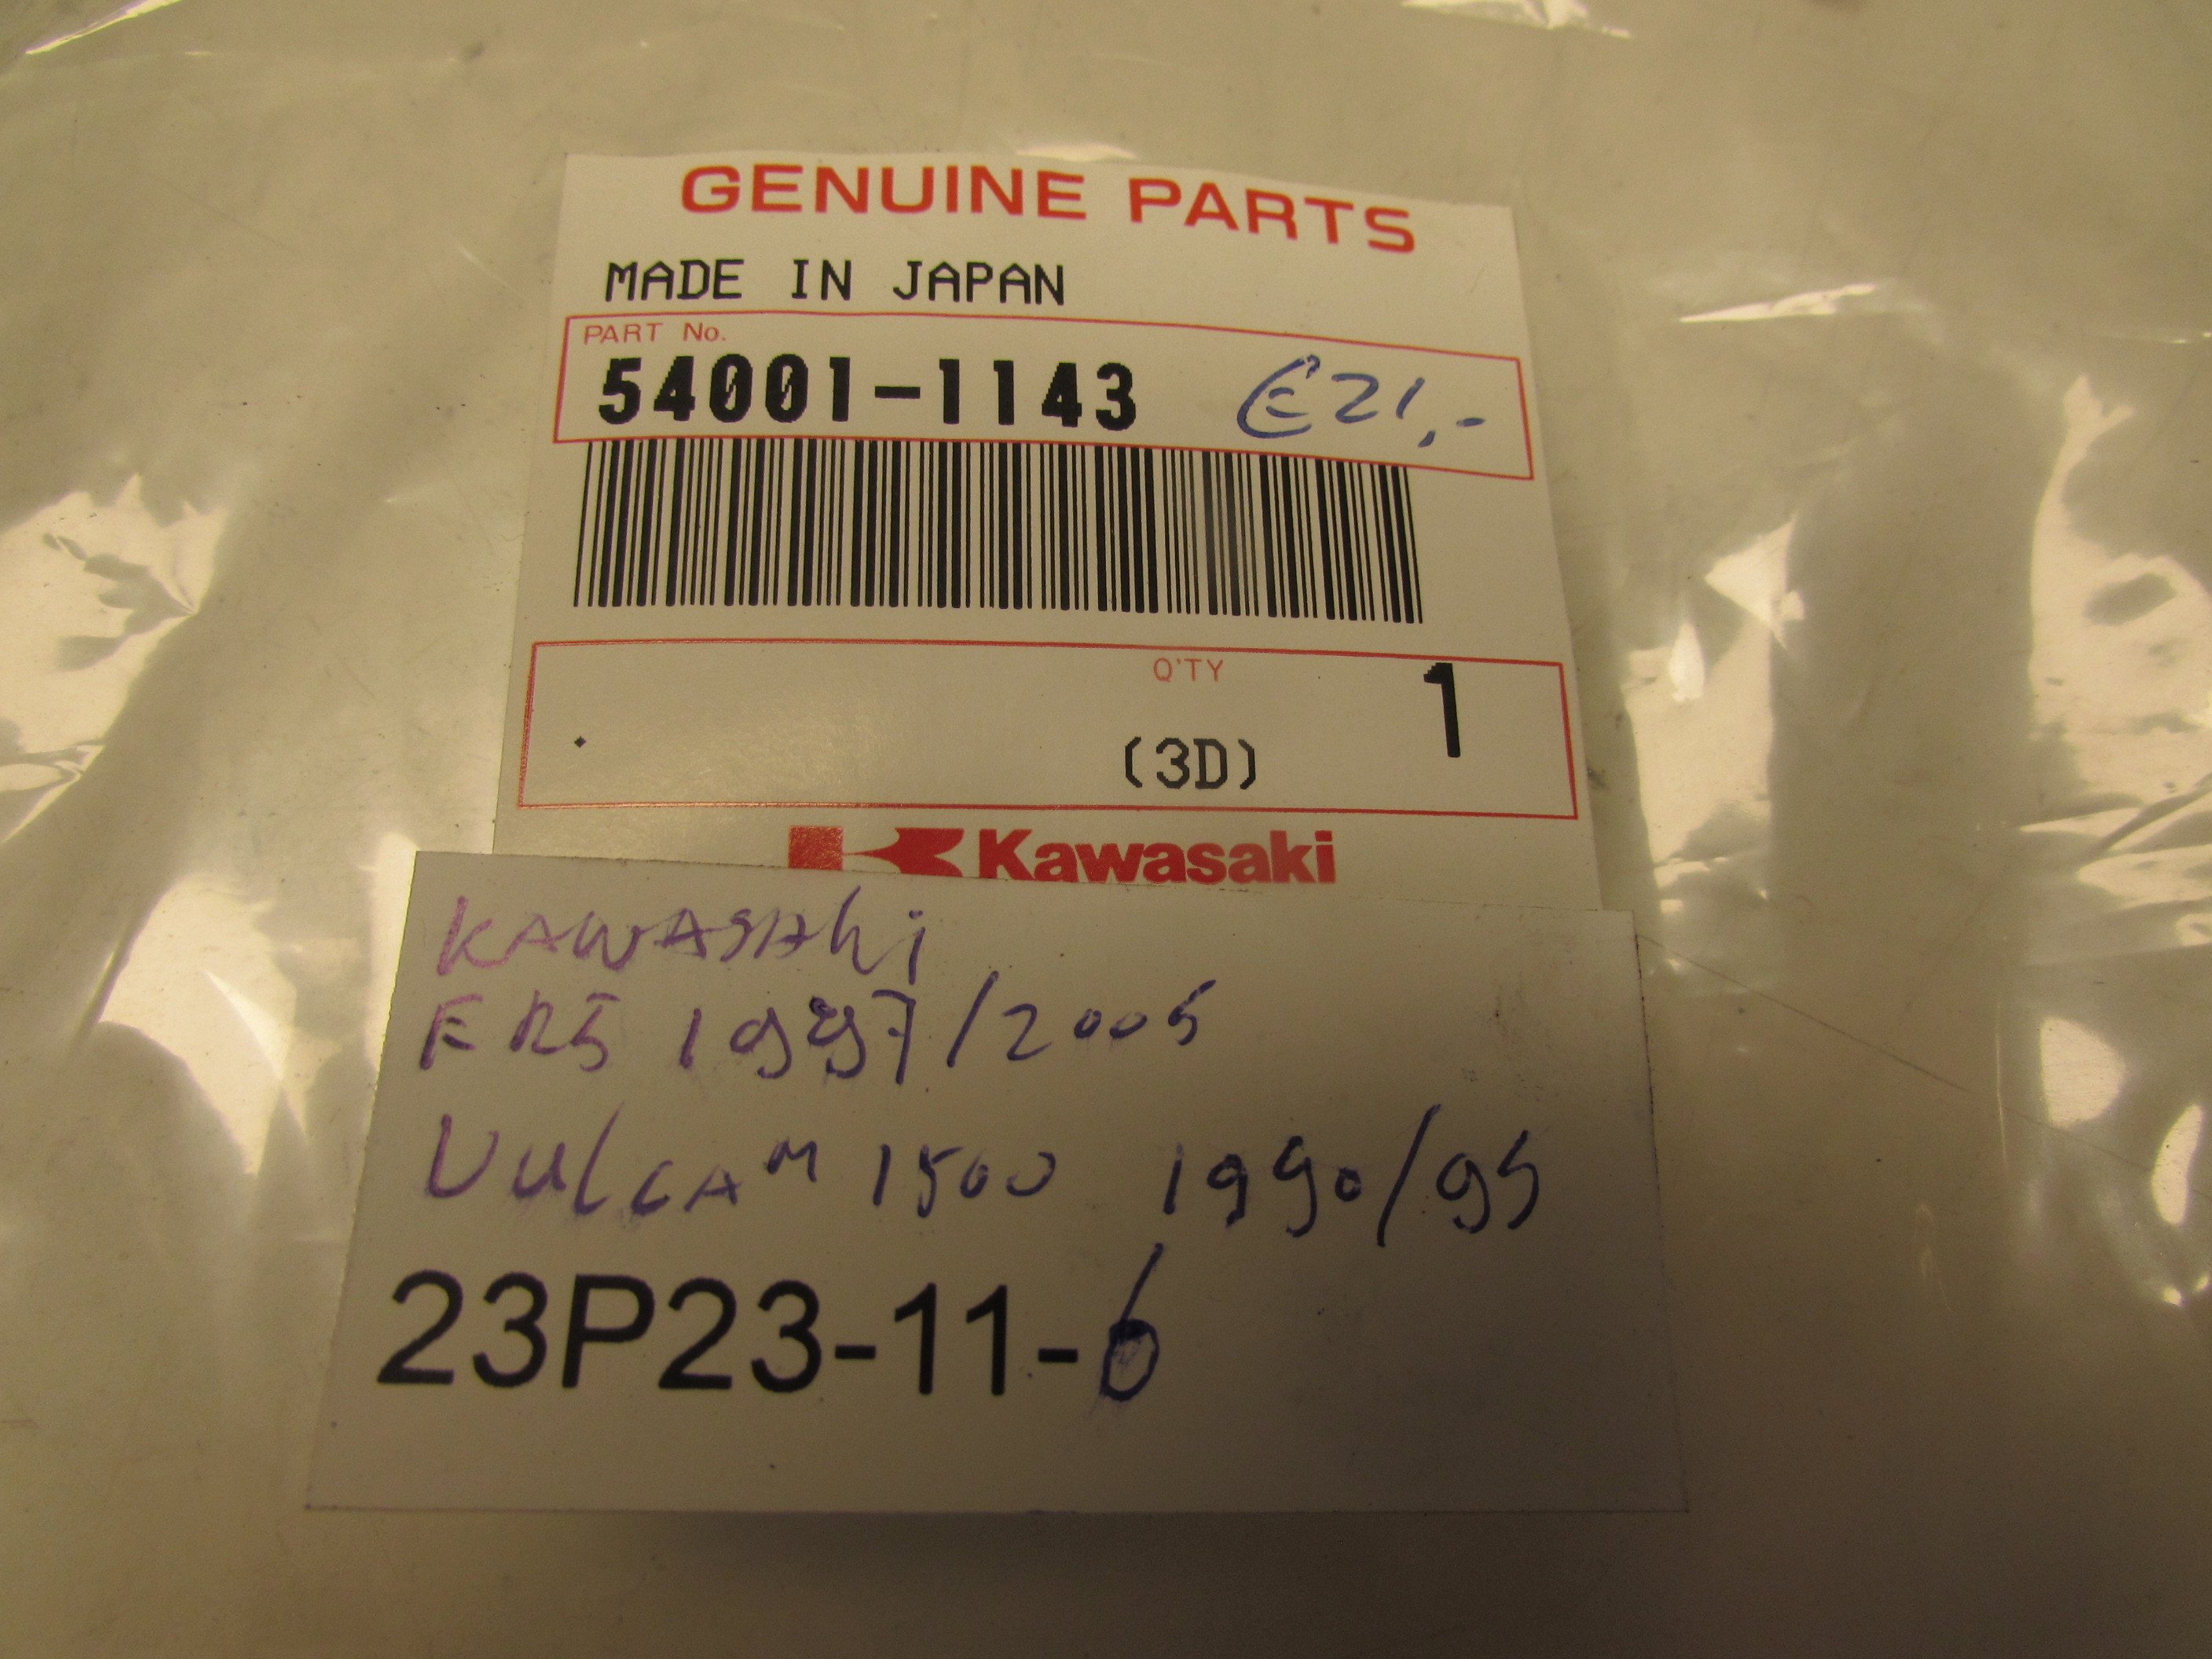 GENUINE PARTS
MADE IN JAPAN
PART No.
54001-1143 €21,-
Q'TY 1
(3D)
Kawasaki
KAWASAki
ER5 1997/2005
VulcAn 1500 1990/95
23P23-11-6